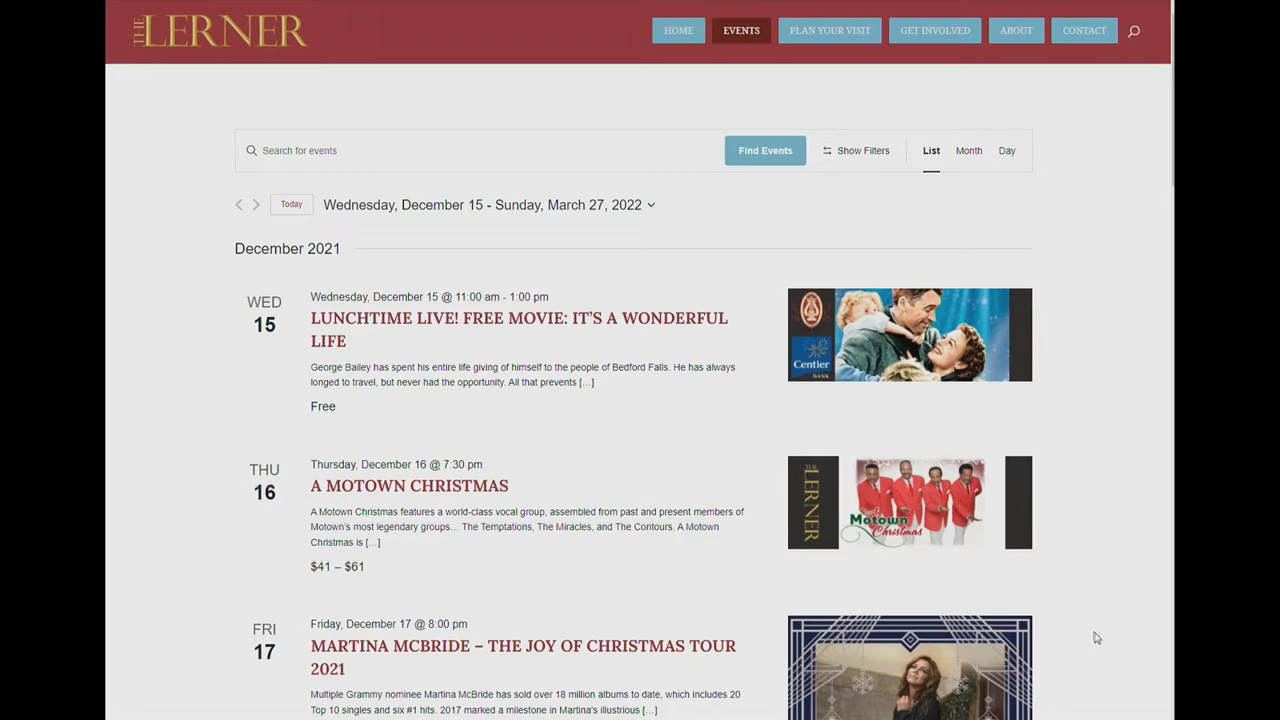 THE LERNER
HOME EVENTS PLAN YOUR VISIT GET INVOLVED ABOUT CONTACT
Search for events Find Events Show Filters List Month Day
Today Wednesday, December 15 - Sunday, March 27, 2022
December 2021
WED
15
Wednesday, December 15 @ 11:00 am - 1:00 pm
LUNCHTIME LIVE! FREE MOVIE: IT'S A WONDERFUL
LIFE
George Bailey has spent his entire life giving of himself to the people of Bedford Falls. He has always
longed to travel, but never had the opportunity. All that prevents [...]
Free
Centier
BANK
THU
16
Thursday, December 16 @ 7:30 pm
A MOTOWN CHRISTMAS
A Motown Christmas features a world-class vocal group, assembled from past and present members of
Motown's most legendary groups… The Temptations, The Miracles, and The Contours. A Motown
Christmas is [...]
$41 – $61
THE LERNER
A Motown
Christmas
FRI
17
Friday, December 17 @ 8:00 pm
MARTINA MCBRIDE – THE JOY OF CHRISTMAS TOUR
2021
Multiple Grammy nominee Martina McBride has sold over 18 million albums to date, which includes 20
Top 10 singles and six #1 hits. 2017 marked a milestone in Martina's illustrious [...]